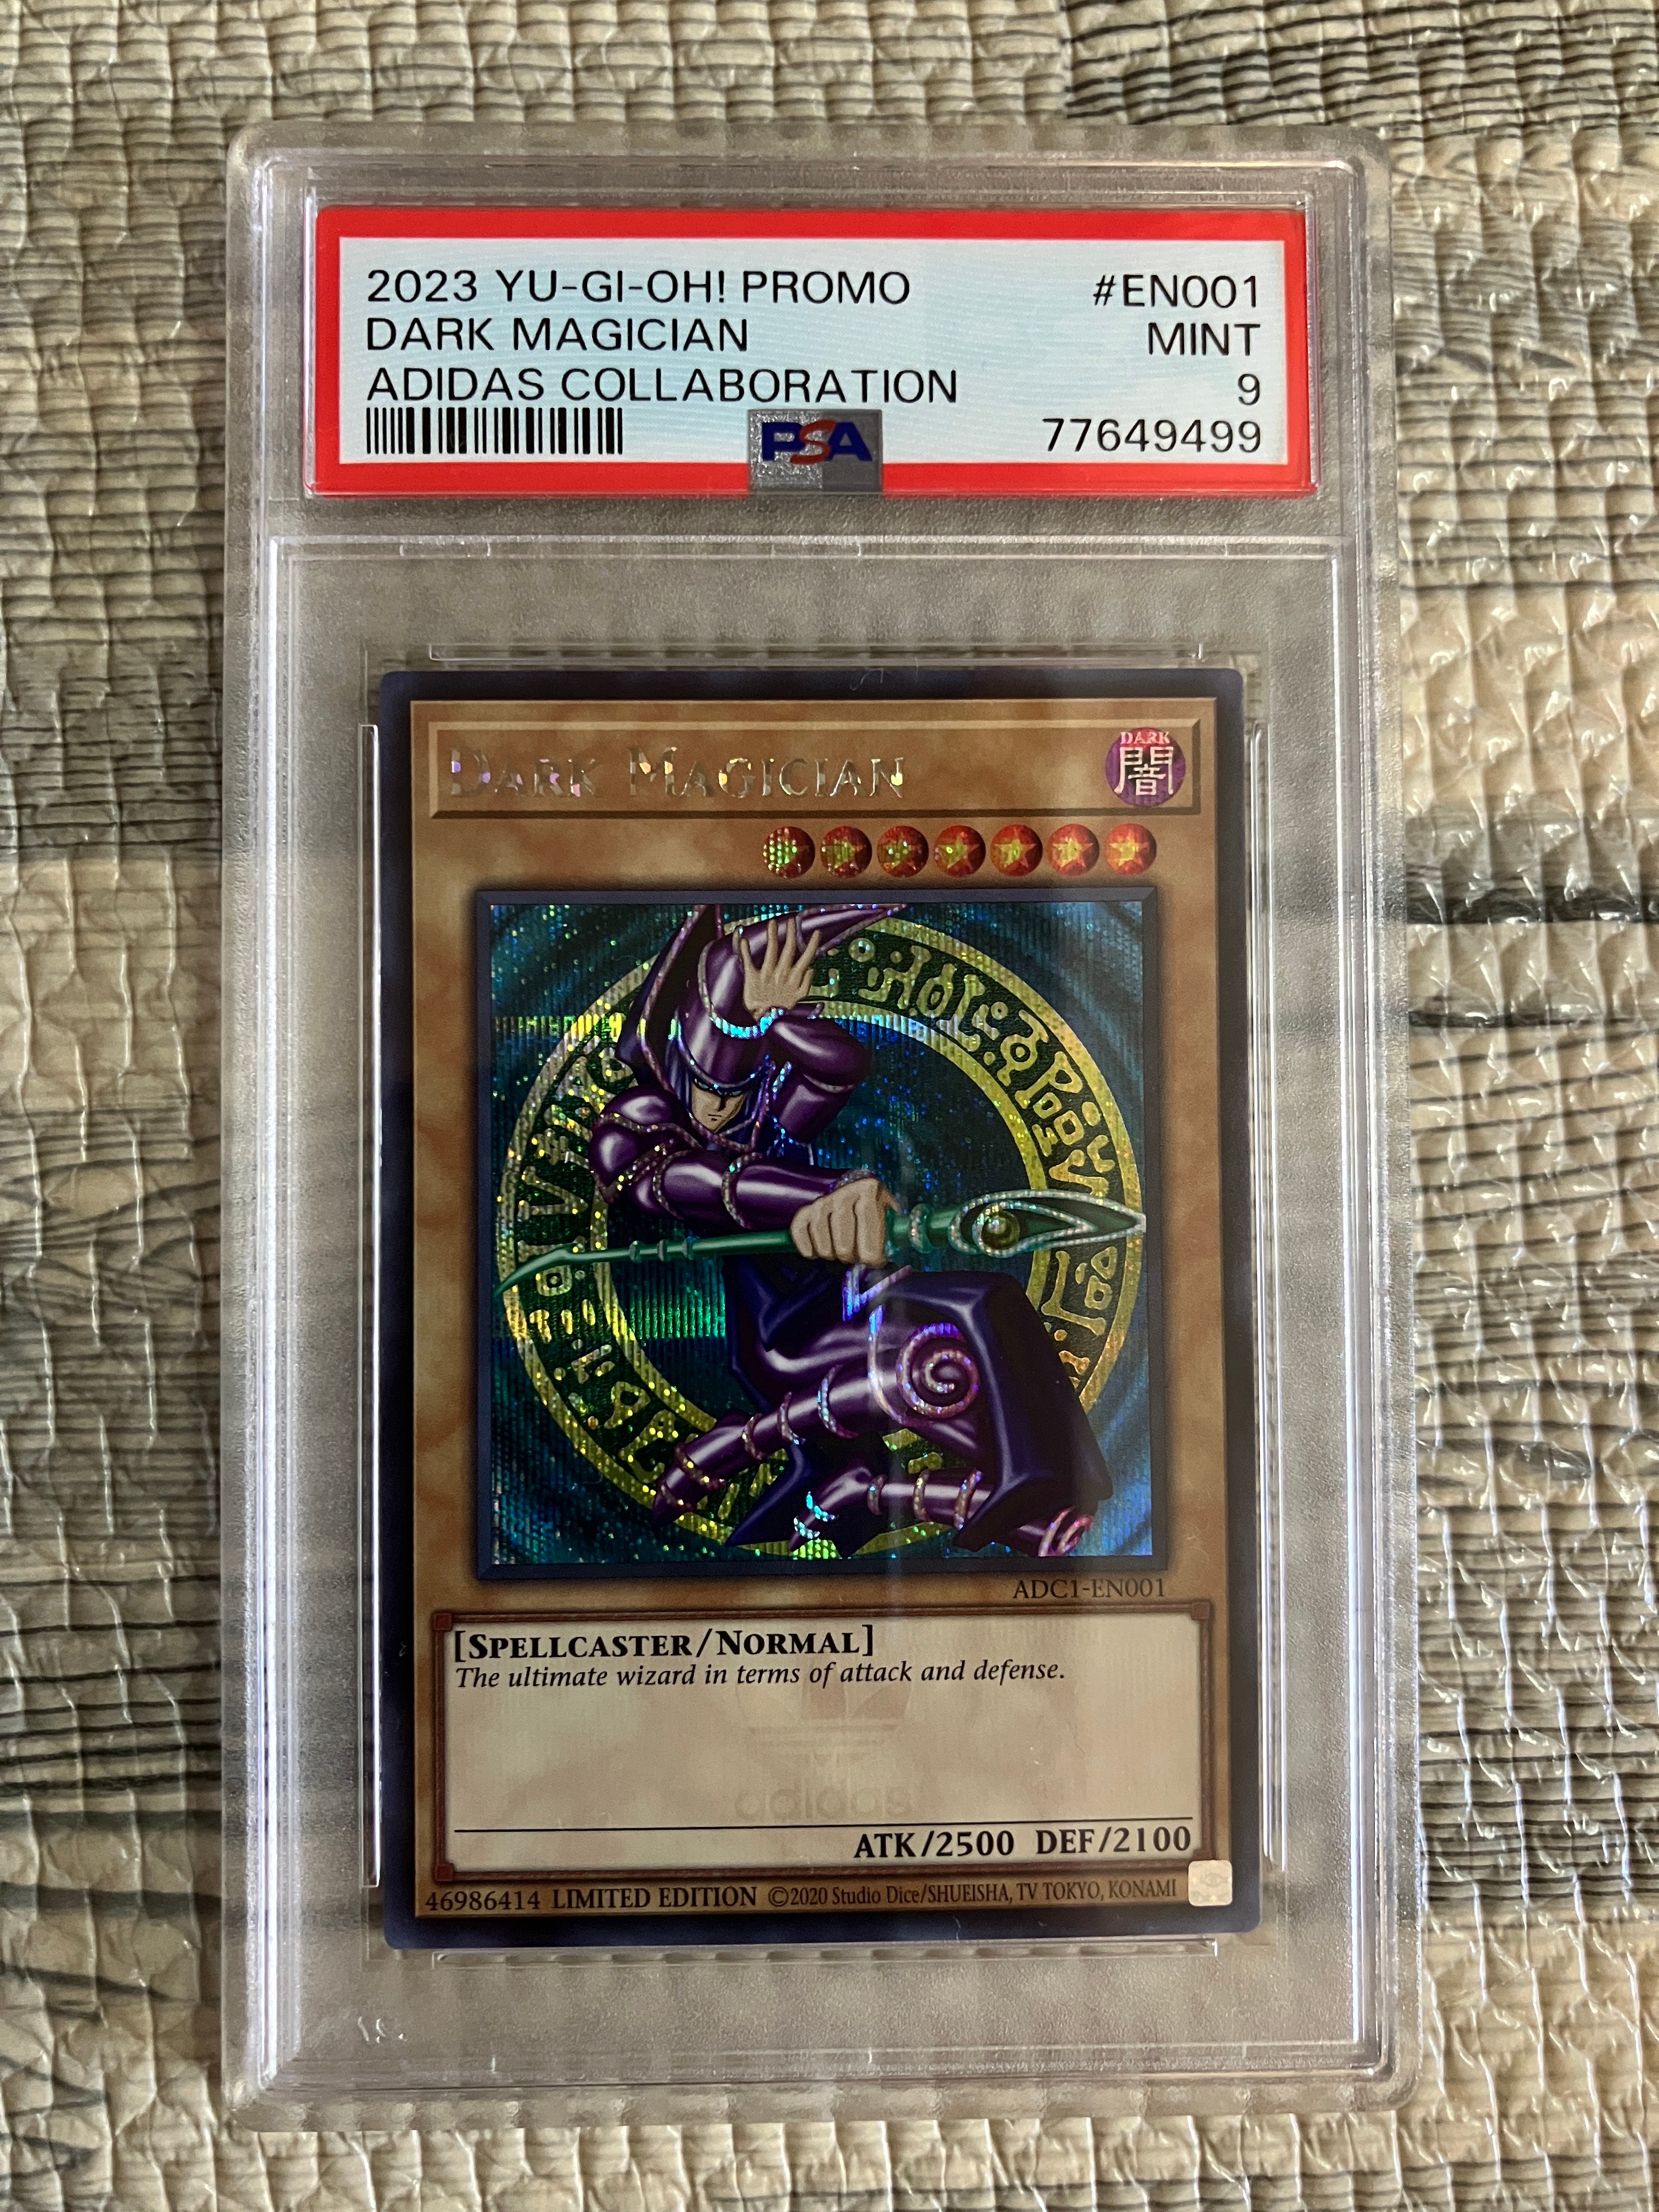 2023 YU-GI-OH! PROMO #EN001
DARK MAGICIAN MINT
ADIDAS COLLABORATION 9
PSA 77649499
DARK MAGICIAN
DARK
闇
ADC1-EN001
[SPELLCASTER/NORMAL]
The ultimate wizard in terms of attack and defense.
adidas
ATK/2500 DEF/2100
46986414 LIMITED EDITION ©2020 Studio Dice/SHUEISHA, TV TOKYO, KONAMI